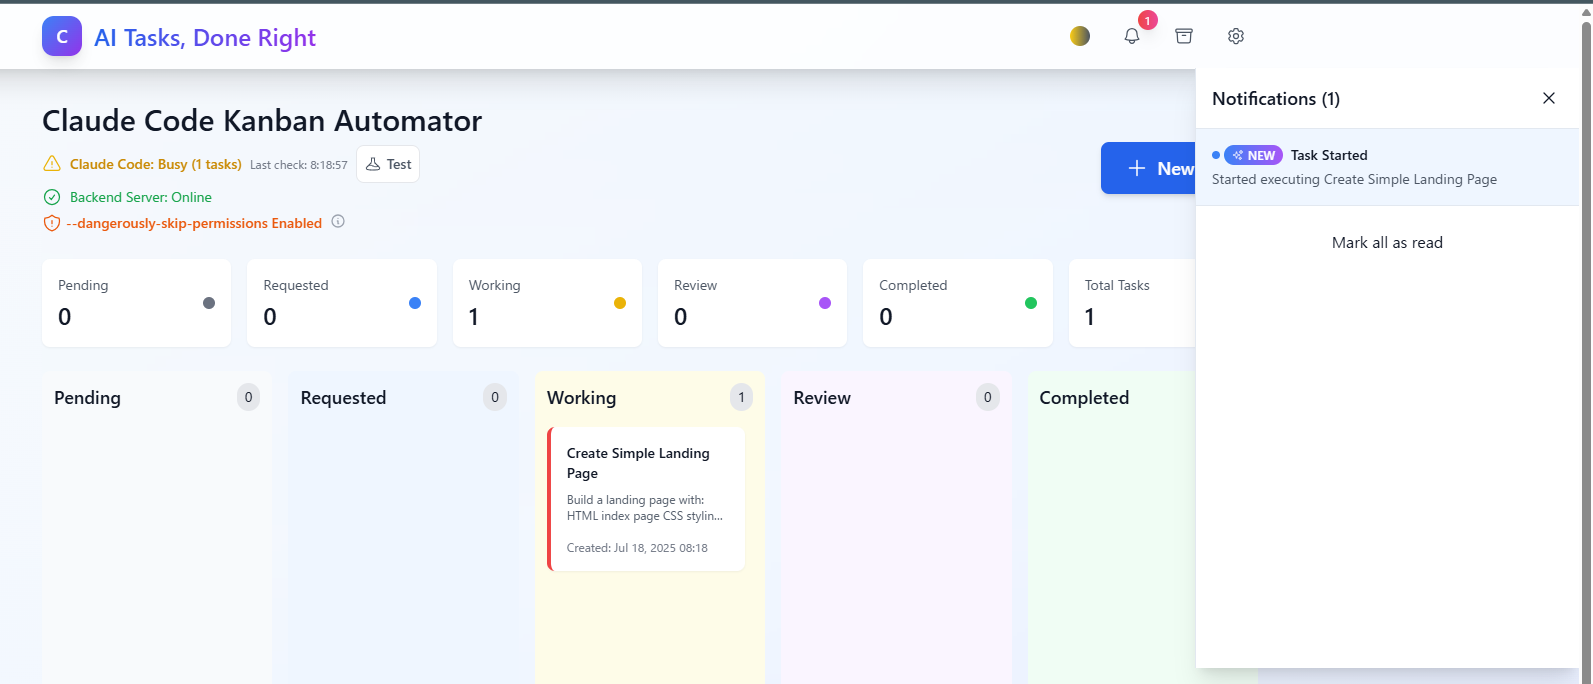 C AI Tasks, Done Right
1
Claude Code Kanban Automator
Claude Code: Busy (1 tasks) Last check: 8:18:57 Test
Backend Server: Online
--dangerously-skip-permissions Enabled
New
Pending
0
Requested
0
Working
1
Review
0
Completed
0
Total Tasks
1
Pending 0
Requested 0
Working 1
Create Simple Landing
Page
Build a landing page with:
HTML index page CSS stylin...
Created: Jul 18, 2025 08:18
Review 0
Completed
Notifications (1)
NEW Task Started
Started executing Create Simple Landing Page
Mark all as read